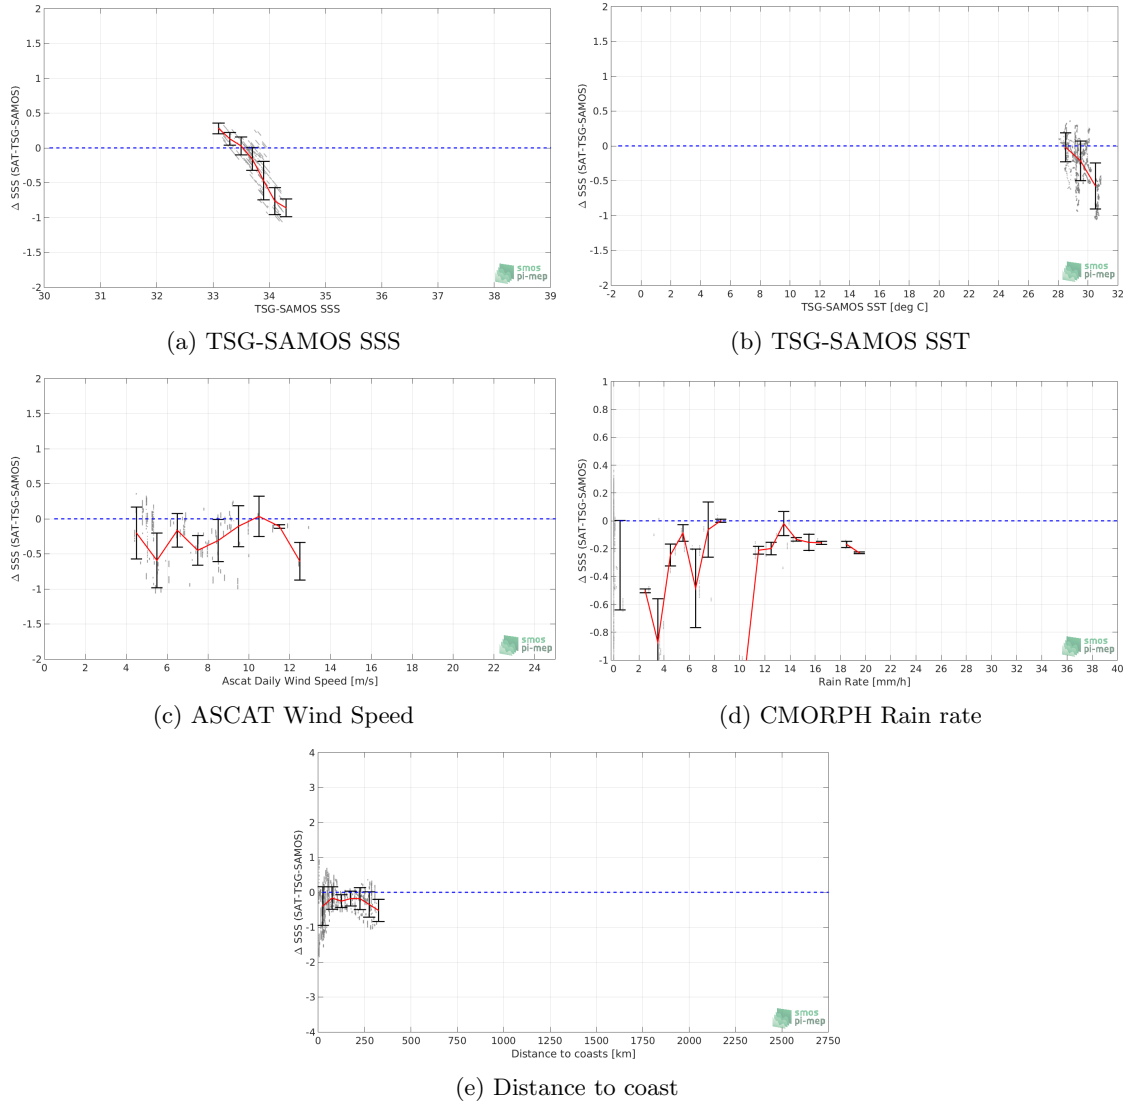 2
1.5
1
0.5
0
-0.5
-1
-1.5
-2
Δ SSS (SAT-TSG-SAMOS)
30 31 32 33 34 35 36 37 38 39
TSG-SAMOS SSS
smos
pi-mep
(a) TSG-SAMOS SSS
2
1.5
1
0.5
0
-0.5
-1
-1.5
-2
Δ SSS (SAT-TSG-SAMOS)
-2 0 2 4 6 8 10 12 14 16 18 20 22 24 26 28 30 32
TSG-SAMOS SST [deg C]
smos
pi-mep
(b) TSG-SAMOS SST
2
1.5
1
0.5
0
-0.5
-1
-1.5
-2
Δ SSS (SAT-TSG-SAMOS)
0 2 4 6 8 10 12 14 16 18 20 22 24
Ascat Daily Wind Speed [m/s]
smos
pi-mep
(c) ASCAT Wind Speed
1
0.8
0.6
0.4
0.2
0
-0.2
-0.4
-0.6
-0.8
-1
Δ SSS (SAT-TSG-SAMOS)
0 2 4 6 8 10 12 14 16 18 20 22 24 26 28 30 32 34 36 38 40
Rain Rate [mm/h]
smos
pi-mep
(d) CMORPH Rain rate
4
3
2
1
0
-1
-2
-3
-4
Δ SSS (SAT-TSG-SAMOS)
0 250 500 750 1000 1250 1500 1750 2000 2250 2500 2750
Distance to coasts [km]
smos
pi-mep
(e) Distance to coast